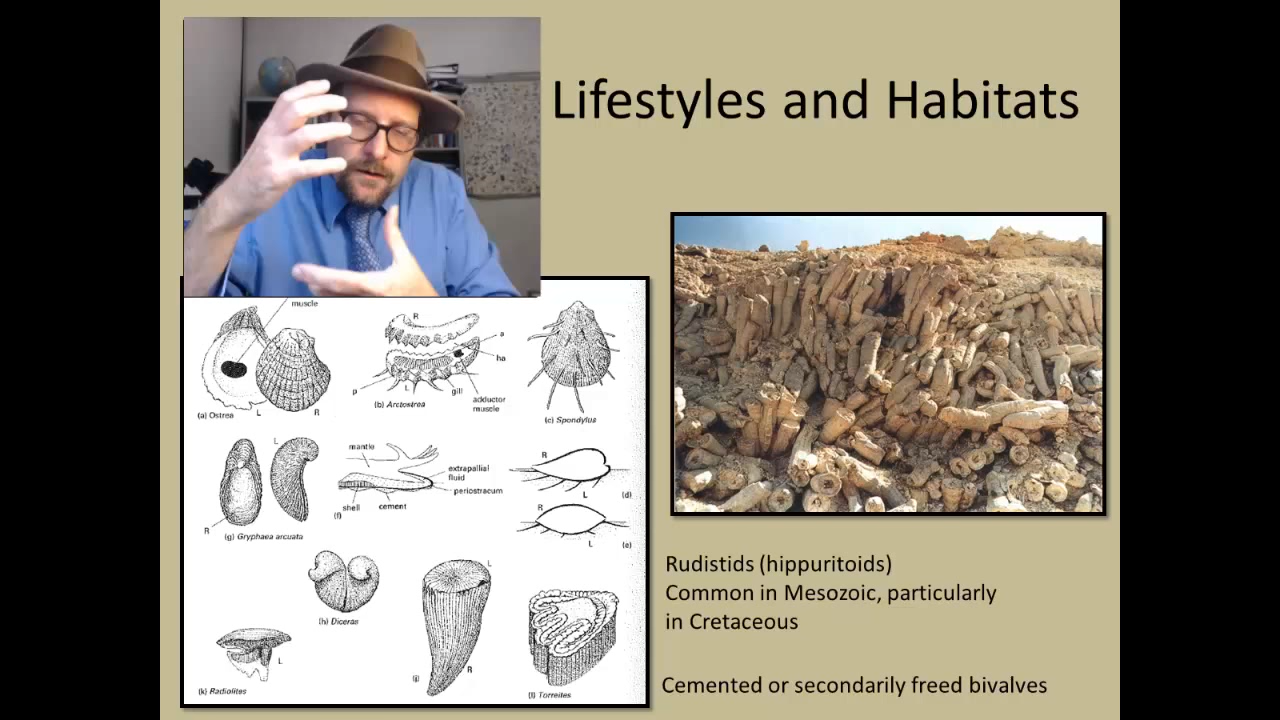 Lifestyles and Habitats
muscle
(a) Ostrea
L
R
R
a
ha
p
L
gill
adductor
muscle
(b) Arctostrea
(c) Spondylus
L
R
(g) Gryphaea arcuata
mantle
extrapallial
fluid
periostracum
shell
cement
(f)
R
L
(d)
R
L
(e)
(h) Diceras
L
R
(j)
L
(k) Radiolites
(l) Torreites
Rudistids (hippuritoids)
Common in Mesozoic, particularly
in Cretaceous
Cemented or secondarily freed bivalves